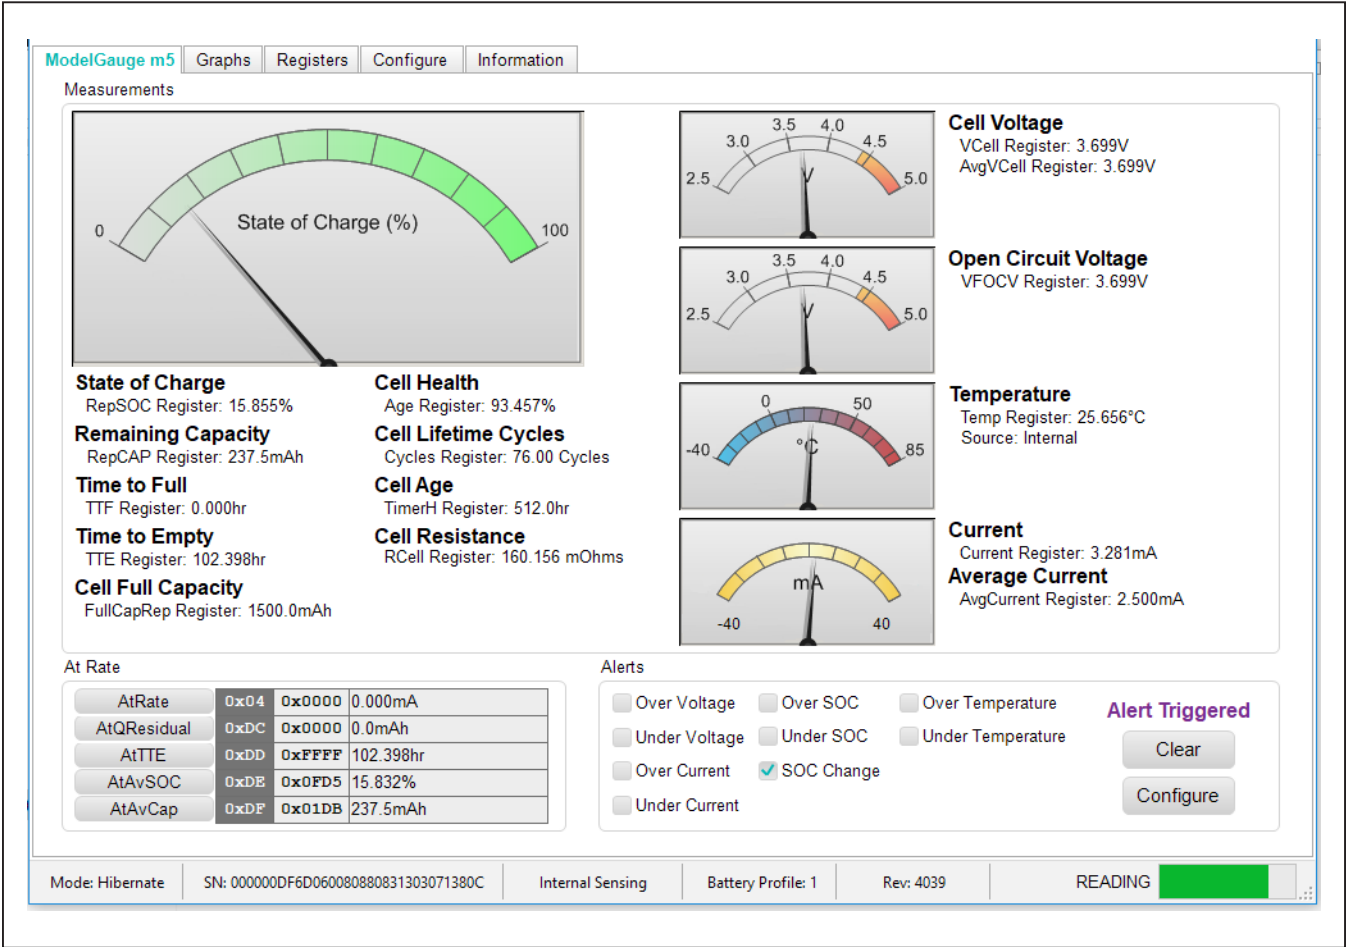 ModelGauge m5 Graphs Registers Configure Information
Measurements
0 State of Charge (%) 100
State of Charge
RepSOC Register: 15.855%
Remaining Capacity
RepCAP Register: 237.5mAh
Time to Full
TTF Register: 0.000hr
Time to Empty
TTE Register: 102.398hr
Cell Full Capacity
FullCapRep Register: 1500.0mAh
Cell Health
Age Register: 93.457%
Cell Lifetime Cycles
Cycles Register: 76.00 Cycles
Cell Age
TimerH Register: 512.0hr
Cell Resistance
RCell Register: 160.156 mOhms
2.5 3.0 3.5 4.0 4.5 5.0
V
Cell Voltage
VCell Register: 3.699V
AvgVCell Register: 3.699V
2.5 3.0 3.5 4.0 4.5 5.0
V
Open Circuit Voltage
VFOCV Register: 3.699V
-40 0 50 85
°C
Temperature
Temp Register: 25.656°C
Source: Internal
mA
-40 40
Current
Current Register: 3.281mA
Average Current
AvgCurrent Register: 2.500mA
At Rate
AtRate 0x04 0x0000 0.000mA
AtQResidual 0xDC 0x0000 0.0mAh
AtTTE 0xDD 0xFFFF 102.398hr
AtAvSOC 0xDE 0x0FD5 15.832%
AtAvCap 0xDF 0x01DB 237.5mAh
Alerts
Over Voltage Over SOC Over Temperature
Under Voltage Under SOC Under Temperature
Over Current SOC Change
Under Current
Alert Triggered
Clear
Configure
Mode: Hibernate SN: 000000DF6D060080880831303071380C Internal Sensing Battery Profile: 1 Rev: 4039 READING